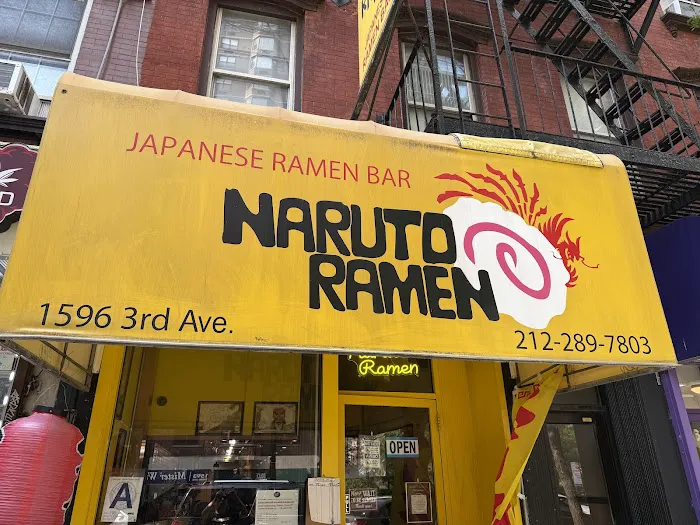 JAPANESE RAMEN BAR
NARUTO
RAMEN
1596 3rd Ave.
212-289-7803
Ramen
OPEN
A